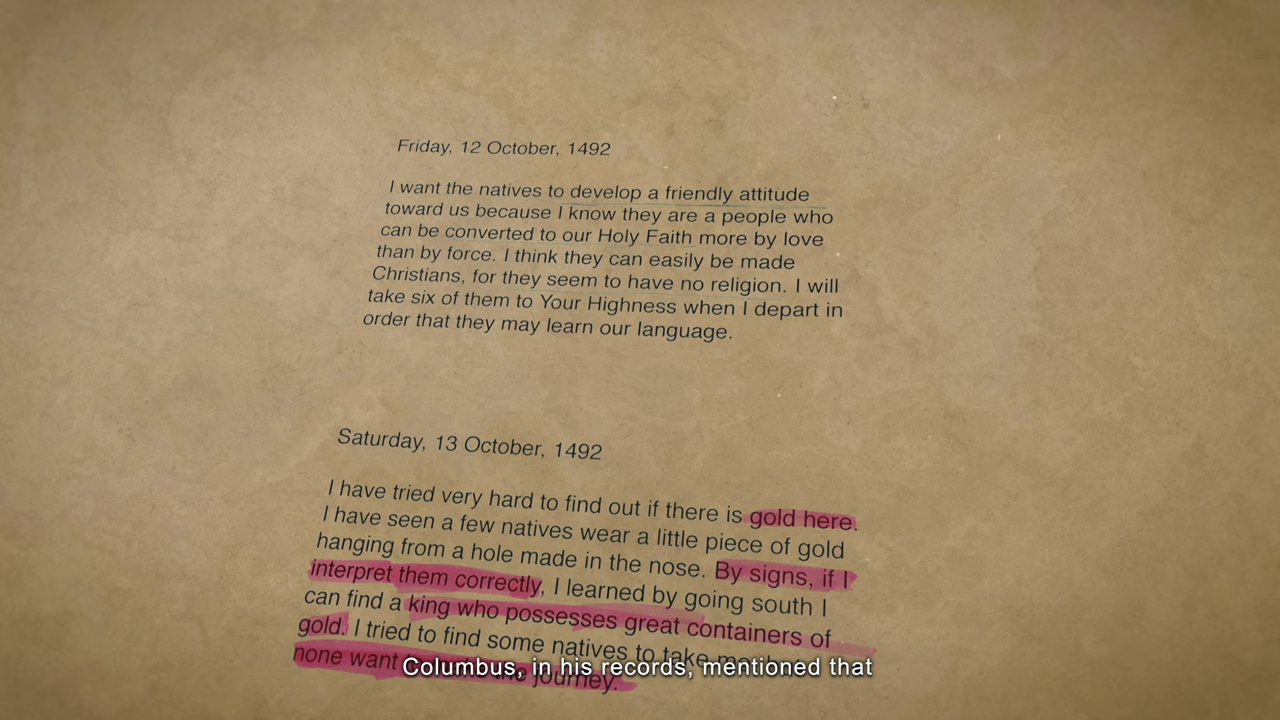 Friday, 12 October, 1492
I want the natives to develop a friendly attitude
toward us because I know they are a people who
can be converted to our Holy Faith more by love
than by force. I think they can easily be made
Christians, for they seem to have no religion. I will
take six of them to Your Highness when I depart in
order that they may learn our language.
Saturday, 13 October, 1492
I have tried very hard to find out if there is gold here.
I have seen a few natives wear a little piece of gold
hanging from a hole made in the nose. By signs, if I
interpret them correctly, I learned by going south I
can find a king who possesses great containers of
gold. I tried to find some natives to take
none want journey.
Columbus, in his records, mentioned that